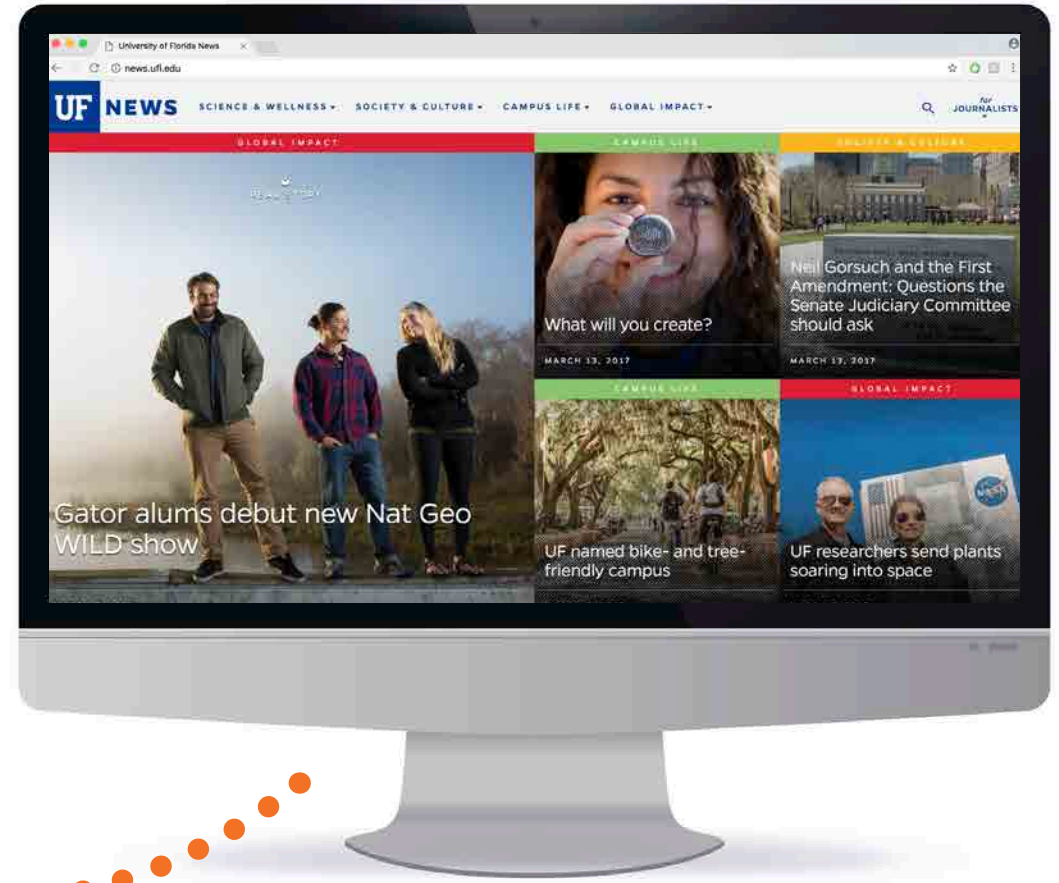 University of Florida News
news.ufl.edu
UF NEWS
SCIENCE & WELLNESS
SOCIETY & CULTURE
CAMPUS LIFE
GLOBAL IMPACT
for
JOURNALISTS
GLOBAL IMPACT
Gator alums debut new Nat Geo
WILD show
CAMPUS LIFE
What will you create?
MARCH 13, 2017
SOCIETY & CULTURE
Neil Gorsuch and the First
Amendment: Questions the
Senate Judiciary Committee
should ask
MARCH 13, 2017
CAMPUS LIFE
UF named bike- and tree-
friendly campus
GLOBAL IMPACT
NASA
UF researchers send plants
soaring into space